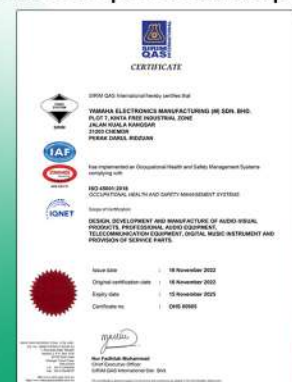 SIRIM
QAS
INTERNATIONAL
CERTIFICATE
SIRIM QAS International hereby certifies that
YAMAHA ELECTRONICS MANUFACTURING (M) SDN. BHD.
PLOT 7, KINTA FREE INDUSTRIAL ZONE
JALAN KUALA KANGSAR
31200 CHEMOR
PERAK DARUL RIDZUAN
SIRIM
IAF
has implemented an Occupational Health and Safety Management Systems
complying with
ISO 45001:2018
OCCUPATIONAL HEALTH AND SAFETY MANAGEMENT SYSTEMS
IQNET
Scope of certification
DESIGN, DEVELOPMENT AND MANUFACTURE OF AUDIO VISUAL
PRODUCTS, PROFESSIONAL AUDIO EQUIPMENT,
TELECOMMUNICATION EQUIPMENT, DIGITAL MUSIC INSTRUMENT AND
PROVISION OF SERVICE PARTS.
Issue date : 16 November 2022
Original certification date : 16 November 2022
Expiry date : 15 November 2025
Certificate no. : OHS 00905
Chief Executive Officer
SIRIM QAS International Sdn. Bhd.